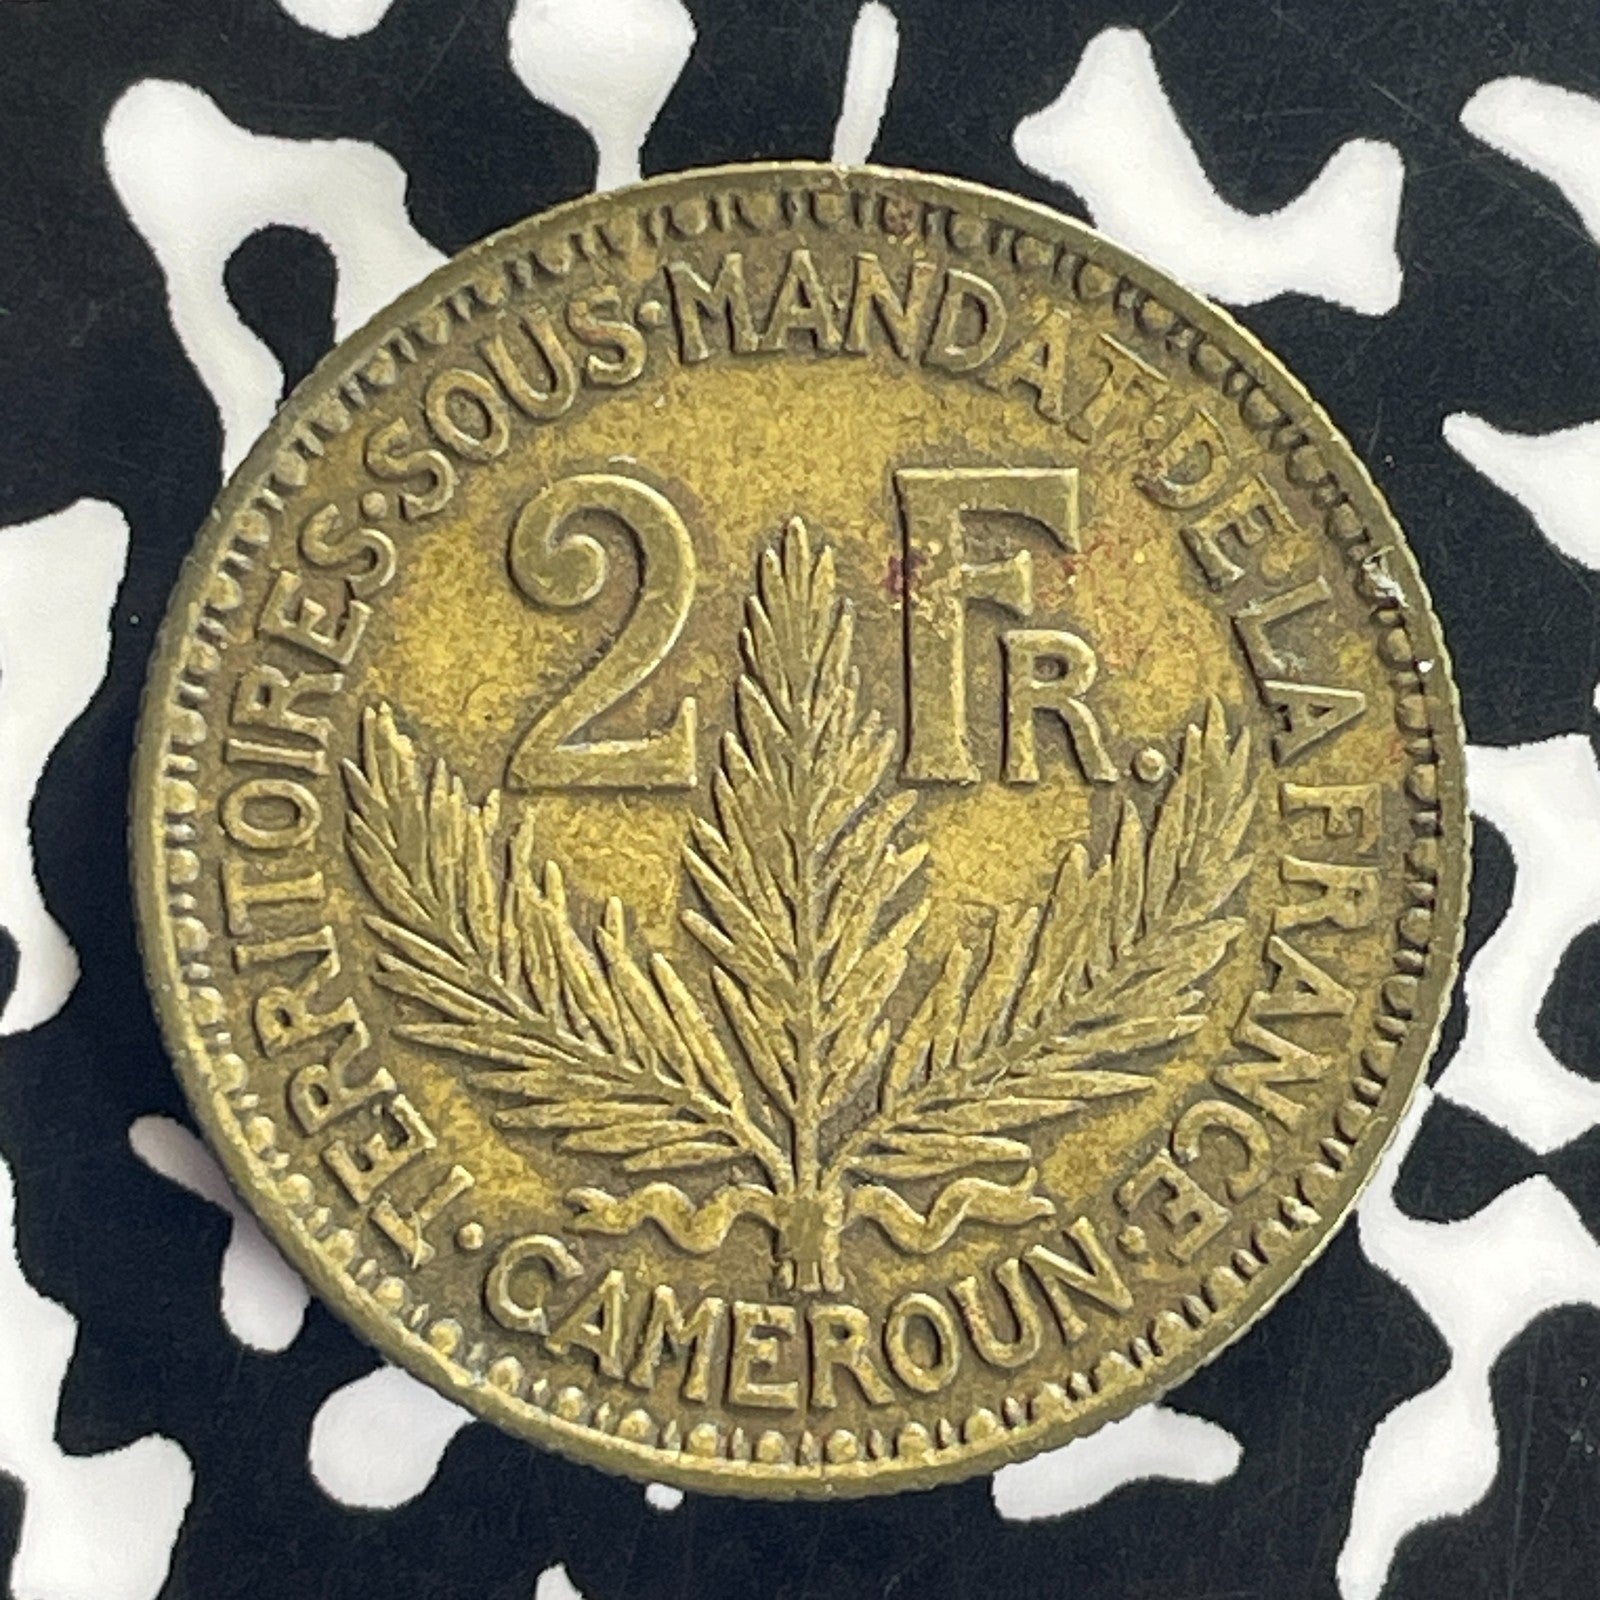 TERRITOIRES·SOUS·MANDAT·DE·LA FRANCE
2 FR.
·CAMEROUN·